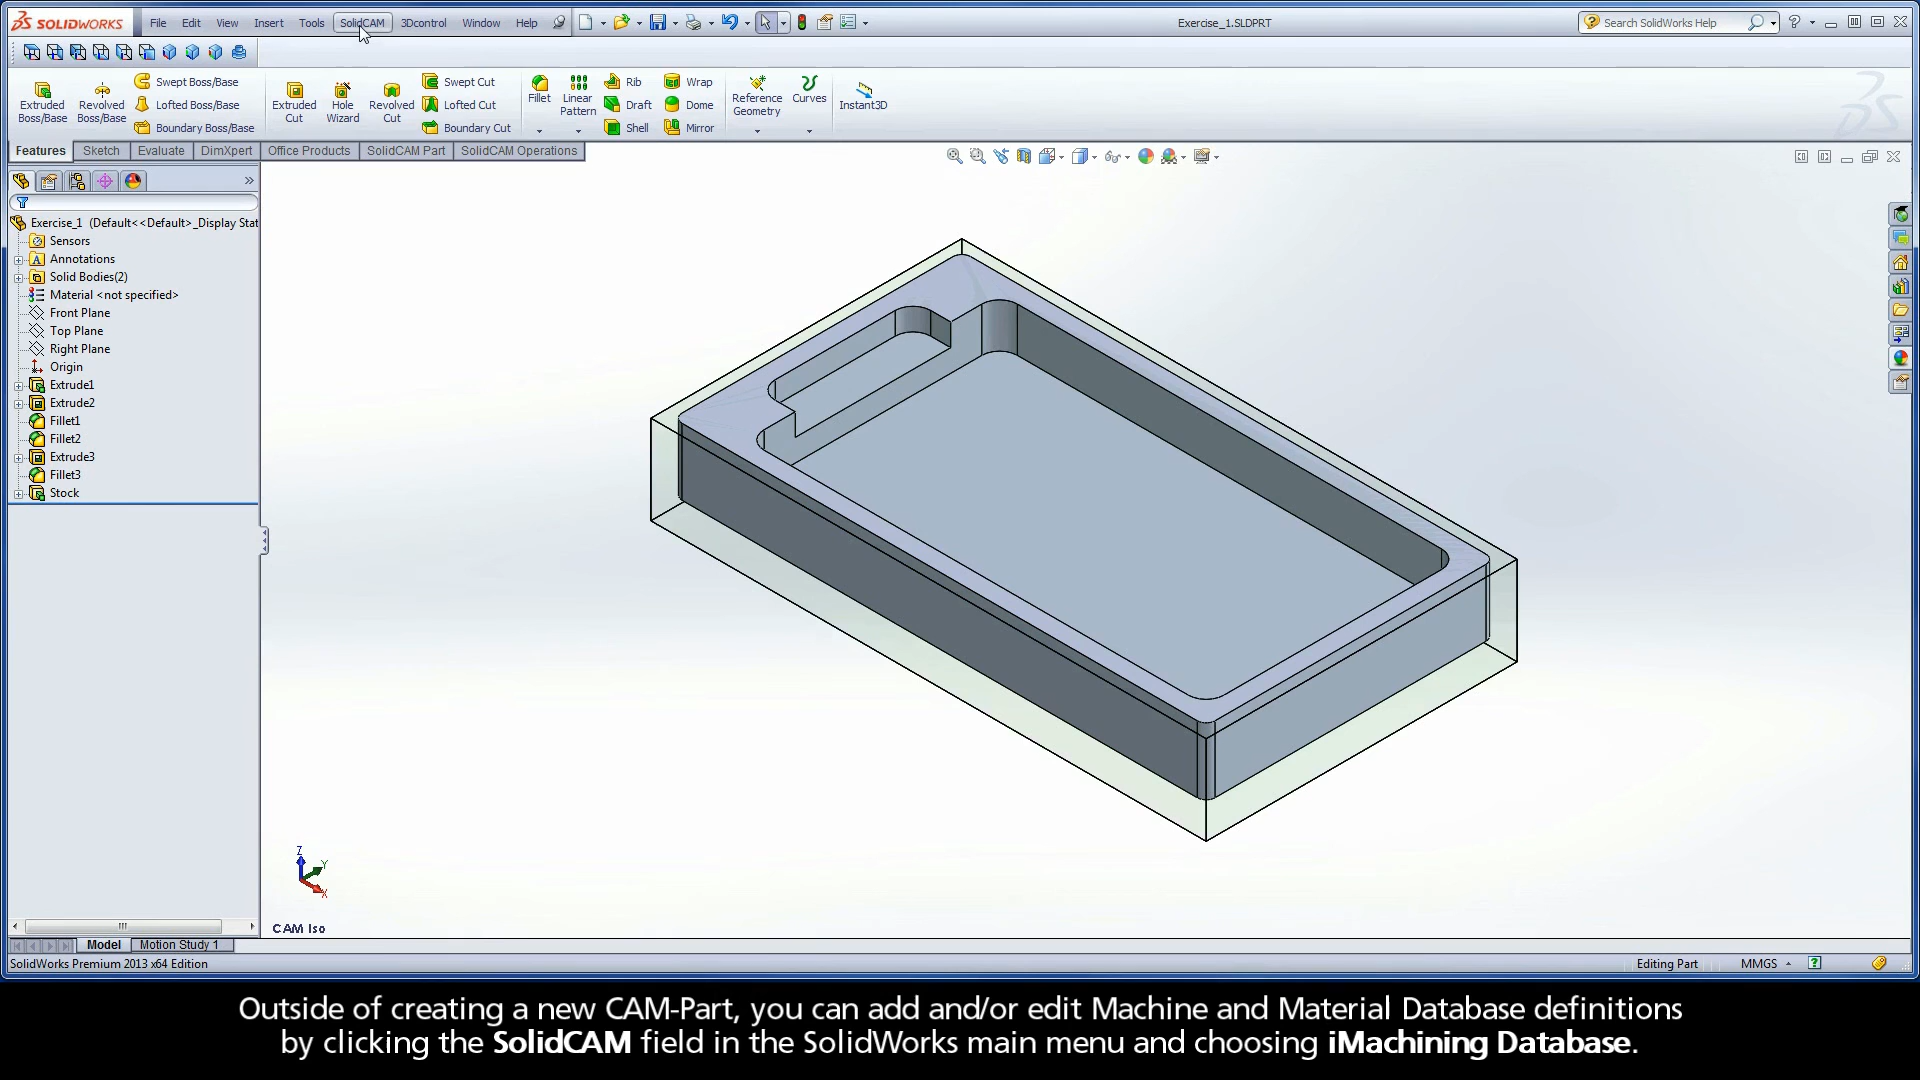 SOLIDWORKS File Edit View Insert Tools SolidCAM 3Dcontrol Window Help Exercise_1.SLDPRT Search SolidWorks Help
Extruded Boss/Base
Revolved Boss/Base
Swept Boss/Base
Lofted Boss/Base
Boundary Boss/Base
Extruded Cut
Hole Wizard
Revolved Cut
Swept Cut
Lofted Cut
Boundary Cut
Fillet
Linear Pattern
Rib
Draft
Shell
Wrap
Dome
Mirror
Reference Geometry
Curves
Instant3D
Features Sketch Evaluate DimXpert Office Products SolidCAM Part SolidCAM Operations
Exercise_1 (Default<<Default>_Display Stat
Sensors
Annotations
Solid Bodies(2)
Material <not specified>
Front Plane
Top Plane
Right Plane
Origin
Extrude1
Extrude2
Fillet1
Fillet2
Extrude3
Fillet3
Stock
Z
Y
X
CAM Iso
Model Motion Study 1
SolidWorks Premium 2013 x64 Edition Editing Part MMGS
Outside of creating a new CAM-Part, you can add and/or edit Machine and Material Database definitions
by clicking the SolidCAM field in the SolidWorks main menu and choosing iMachining Database.